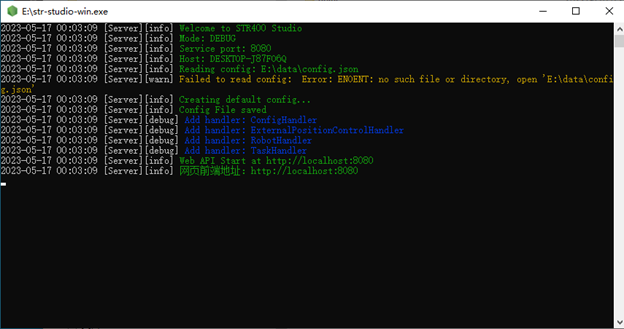 E:\str-studio-win.exe
2023-05-17 00:03:09 [Server][info] Welcome to STR400 Studio
2023-05-17 00:03:09 [Server][info] Mode: DEBUG
2023-05-17 00:03:09 [Server][info] Service port: 8080
2023-05-17 00:03:09 [Server][info] Host: DESKTOP-J87F06Q
2023-05-17 00:03:09 [Server][info] Reading config: E:\data\config.json
2023-05-17 00:03:09 [Server][warn] Failed to read config:  Error: ENOENT: no such file or directory, open 'E:\data\confi
g.json'
2023-05-17 00:03:09 [Server][info] Creating default config...
2023-05-17 00:03:09 [Server][info] Config File saved
2023-05-17 00:03:09 [Server][debug] Add handler: ConfigHandler
2023-05-17 00:03:09 [Server][debug] Add handler: ExternalPositionControlHandler
2023-05-17 00:03:09 [Server][debug] Add handler: RobotHandler
2023-05-17 00:03:09 [Server][debug] Add handler: TaskHandler
2023-05-17 00:03:09 [Server][info] Web API Start at http://localhost:8080
2023-05-17 00:03:09 [Server][info] 网页前端地址: http://localhost:8080